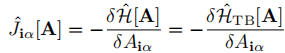 Ĵ_{iα}[A] = − δĤ[A] / δA_{iα} = − δĤ_{TB}[A] / δA_{iα}